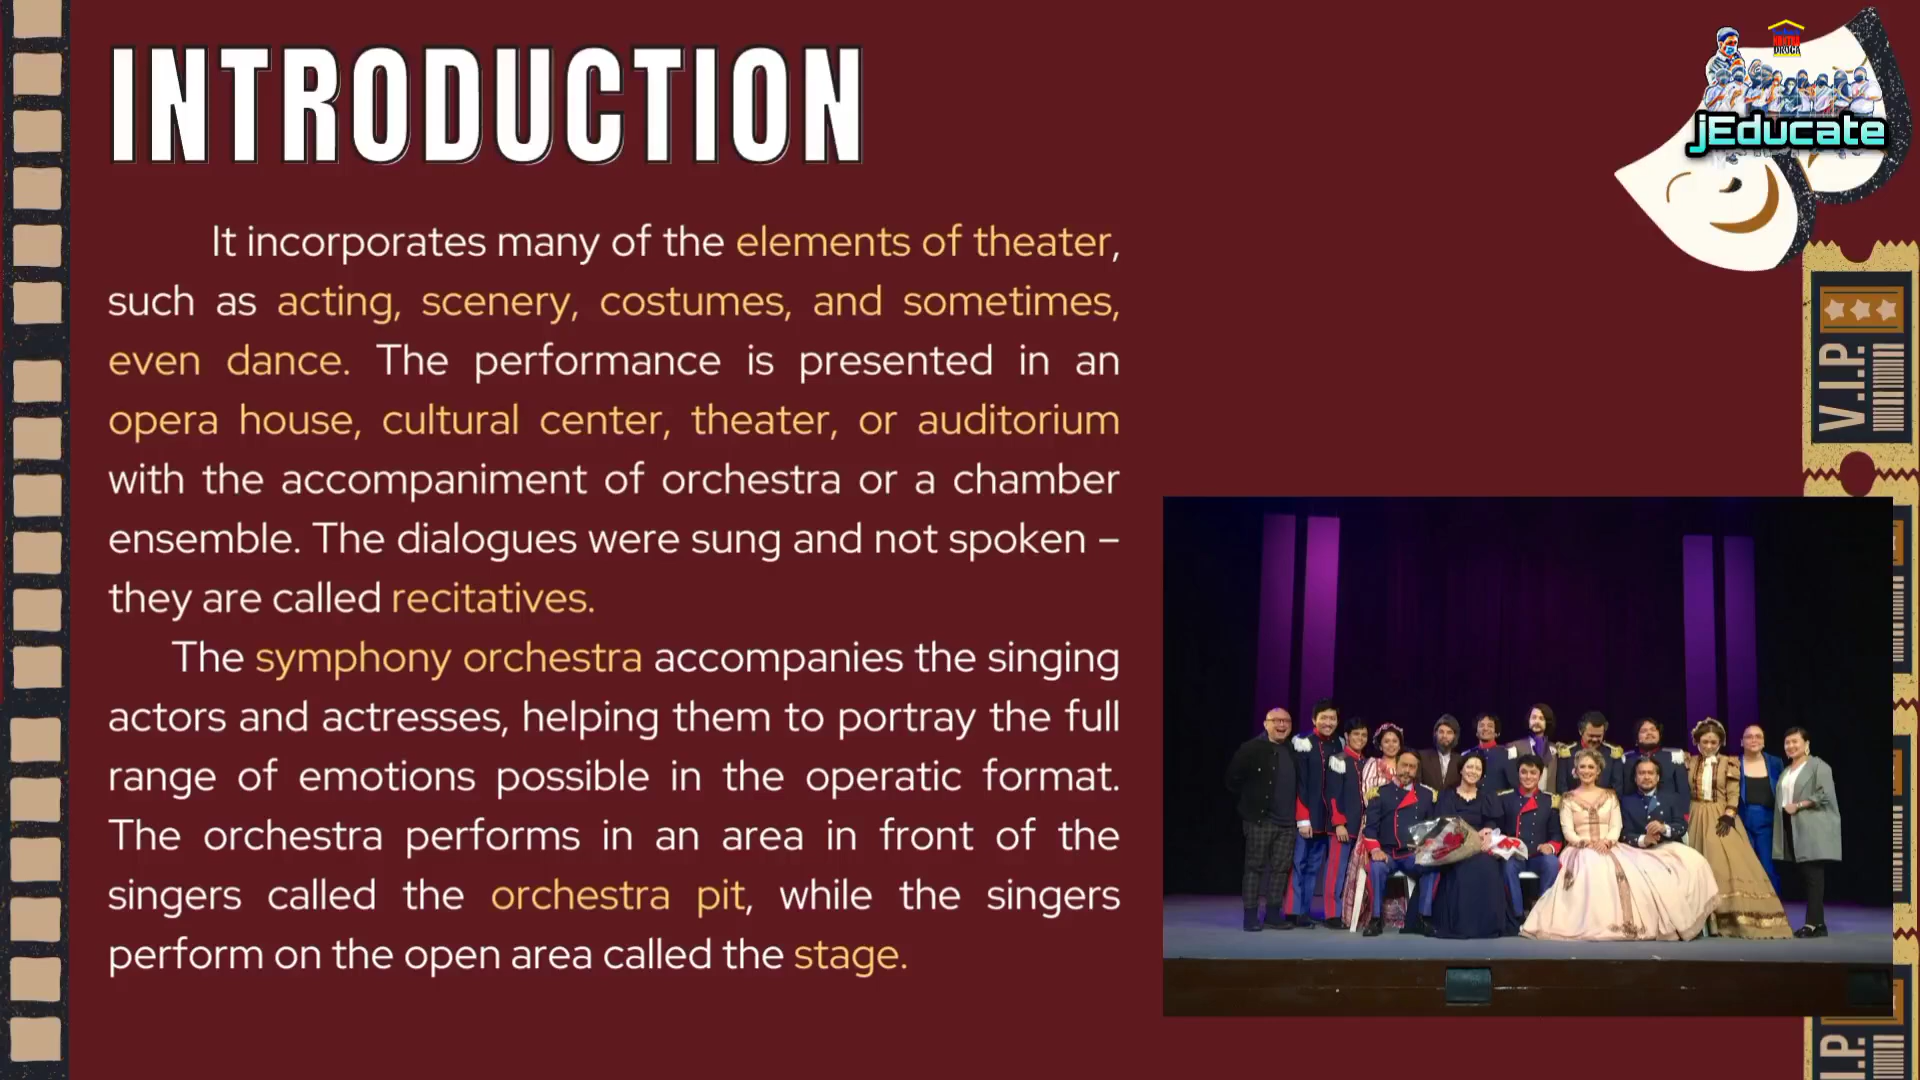 INTRODUCTION
It incorporates many of the elements of theater,
such as acting, scenery, costumes, and sometimes,
even dance. The performance is presented in an
opera house, cultural center, theater, or auditorium
with the accompaniment of orchestra or a chamber
ensemble. The dialogues were sung and not spoken –
they are called recitatives.
The symphony orchestra accompanies the singing
actors and actresses, helping them to portray the full
range of emotions possible in the operatic format.
The orchestra performs in an area in front of the
singers called the orchestra pit, while the singers
perform on the open area called the stage.
DROGA
jEducate
V.I.P.
I.P.